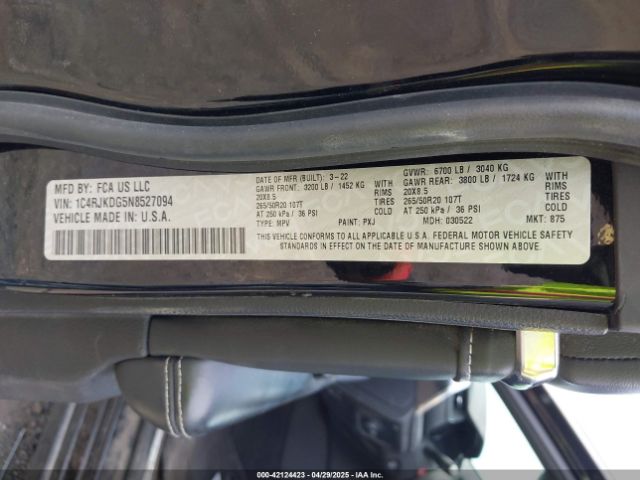 MFD BY: FCA US LLC
VIN: 1C4RJKDG5N8527094
VEHICLE MADE IN U.S.A.
DATE OF MFR (BUILT): 3-22
GAWR FRONT: 3200 LB / 1452 KG
20X8.5
265/50R20 107T
AT 250 kPa / 36 PSI
TYPE: MPV
PAINT: PXJ
WITH
RIMS
TIRES
COLD
GVWR: 6700 LB / 3040 KG
GAWR REAR: 3800 LB / 1724 KG
20X8.5
265/50R20 107T
AT 250 kPa / 36 PSI
MDH: 030522
WITH
RIMS
TIRES
COLD
MKT: 875
THIS VEHICLE CONFORMS TO ALL APPLICABLE U.S.A. FEDERAL MOTOR VEHICLE SAFETY
STANDARDS IN EFFECT ON THE DATE OF MANUFACTURE SHOWN ABOVE.
000-42124423 04/29/2025 IAA Inc.